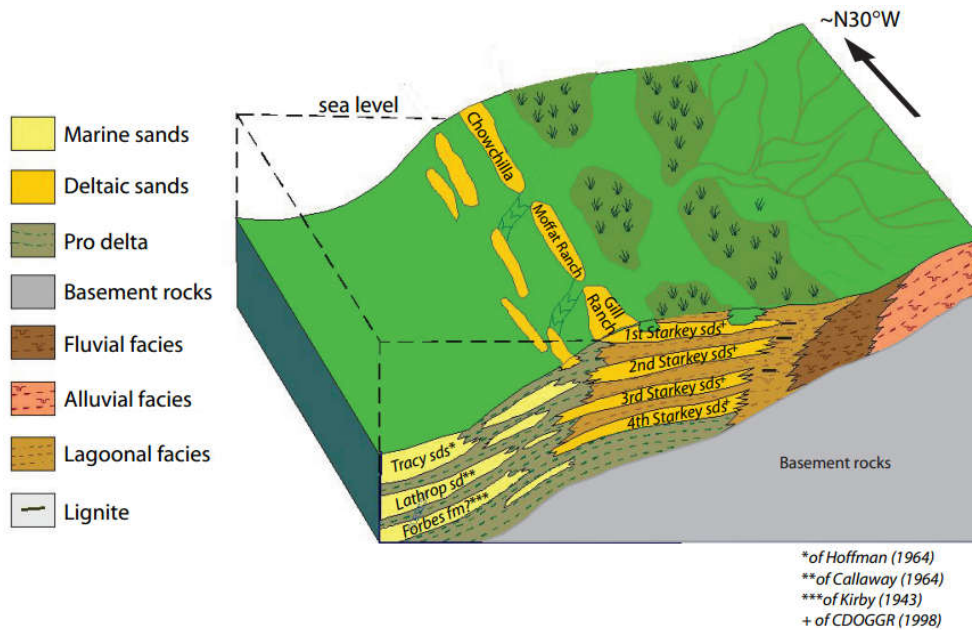 ~N30°W
sea level
Marine sands
Deltaic sands
Pro delta
Basement rocks
Fluvial facies
Alluvial facies
Lagoonal facies
Lignite
Chowchilla
Moffat Ranch
Gill
Ranch
1st Starkey sds+
2nd Starkey sds+
3rd Starkey sds+
4th Starkey sds+
Tracy sds*
Lathrop sd**
Forbes fm?***
Basement rocks
*of Hoffman (1964)
**of Callaway (1964)
***of Kirby (1943)
+ of CDOGGR (1998)